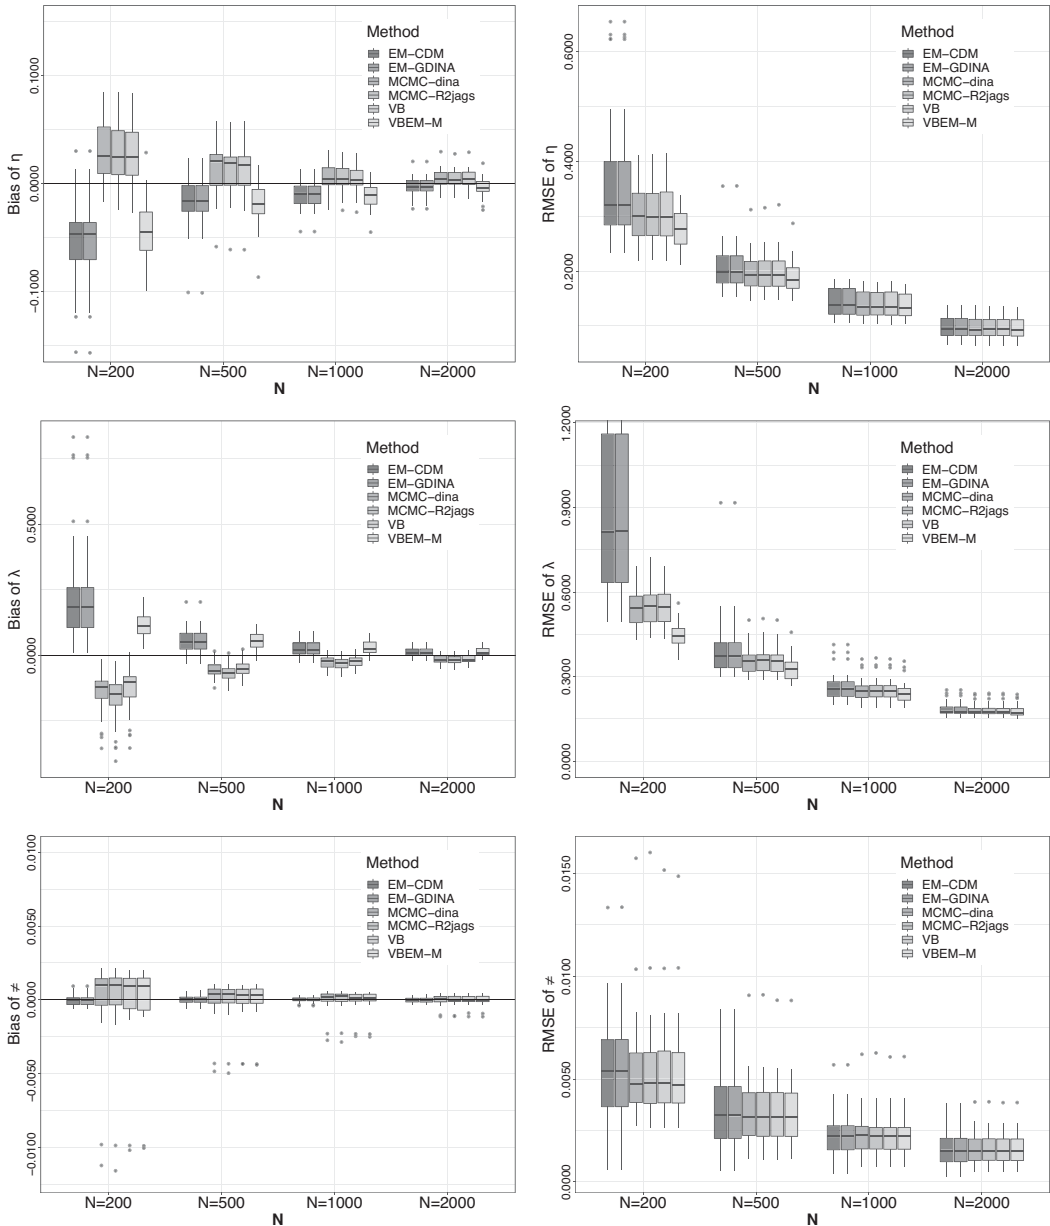 Bias of η
0.1000
0.0000
−0.1000
Method
EM−CDM
EM−GDINA
MCMC−dina
MCMC−R2jags
VB
VBEM−M
N=200
N=500
N=1000
N=2000
N
RMSE of η
0.6000
0.4000
0.2000
Method
EM−CDM
EM−GDINA
MCMC−dina
MCMC−R2jags
VB
VBEM−M
N=200
N=500
N=1000
N=2000
N
Bias of λ
0.5000
0.0000
Method
EM−CDM
EM−GDINA
MCMC−dina
MCMC−R2jags
VB
VBEM−M
N=200
N=500
N=1000
N=2000
N
RMSE of λ
1.2000
0.9000
0.6000
0.3000
0.0000
Method
EM−CDM
EM−GDINA
MCMC−dina
MCMC−R2jags
VB
VBEM−M
N=200
N=500
N=1000
N=2000
N
Bias of ≠
0.0100
0.0050
0.0000
−0.0050
−0.0100
Method
EM−CDM
EM−GDINA
MCMC−dina
MCMC−R2jags
VB
VBEM−M
N=200
N=500
N=1000
N=2000
N
RMSE of ≠
0.0150
0.0100
0.0050
0.0000
Method
EM−CDM
EM−GDINA
MCMC−dina
MCMC−R2jags
VB
VBEM−M
N=200
N=500
N=1000
N=2000
N